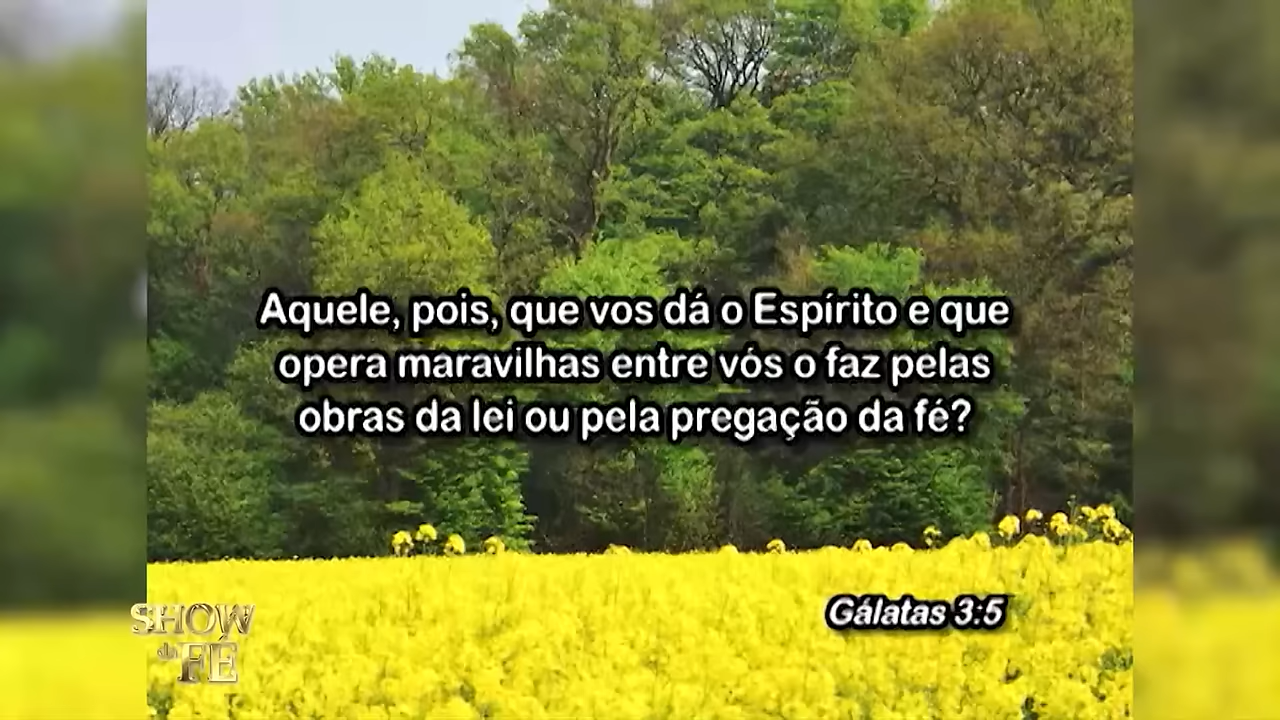 Aquele, pois, que vos dá o Espírito e que
opera maravilhas entre vós o faz pelas
obras da lei ou pela pregação da fé?
Gálatas 3:5
SHOW
da FÉ